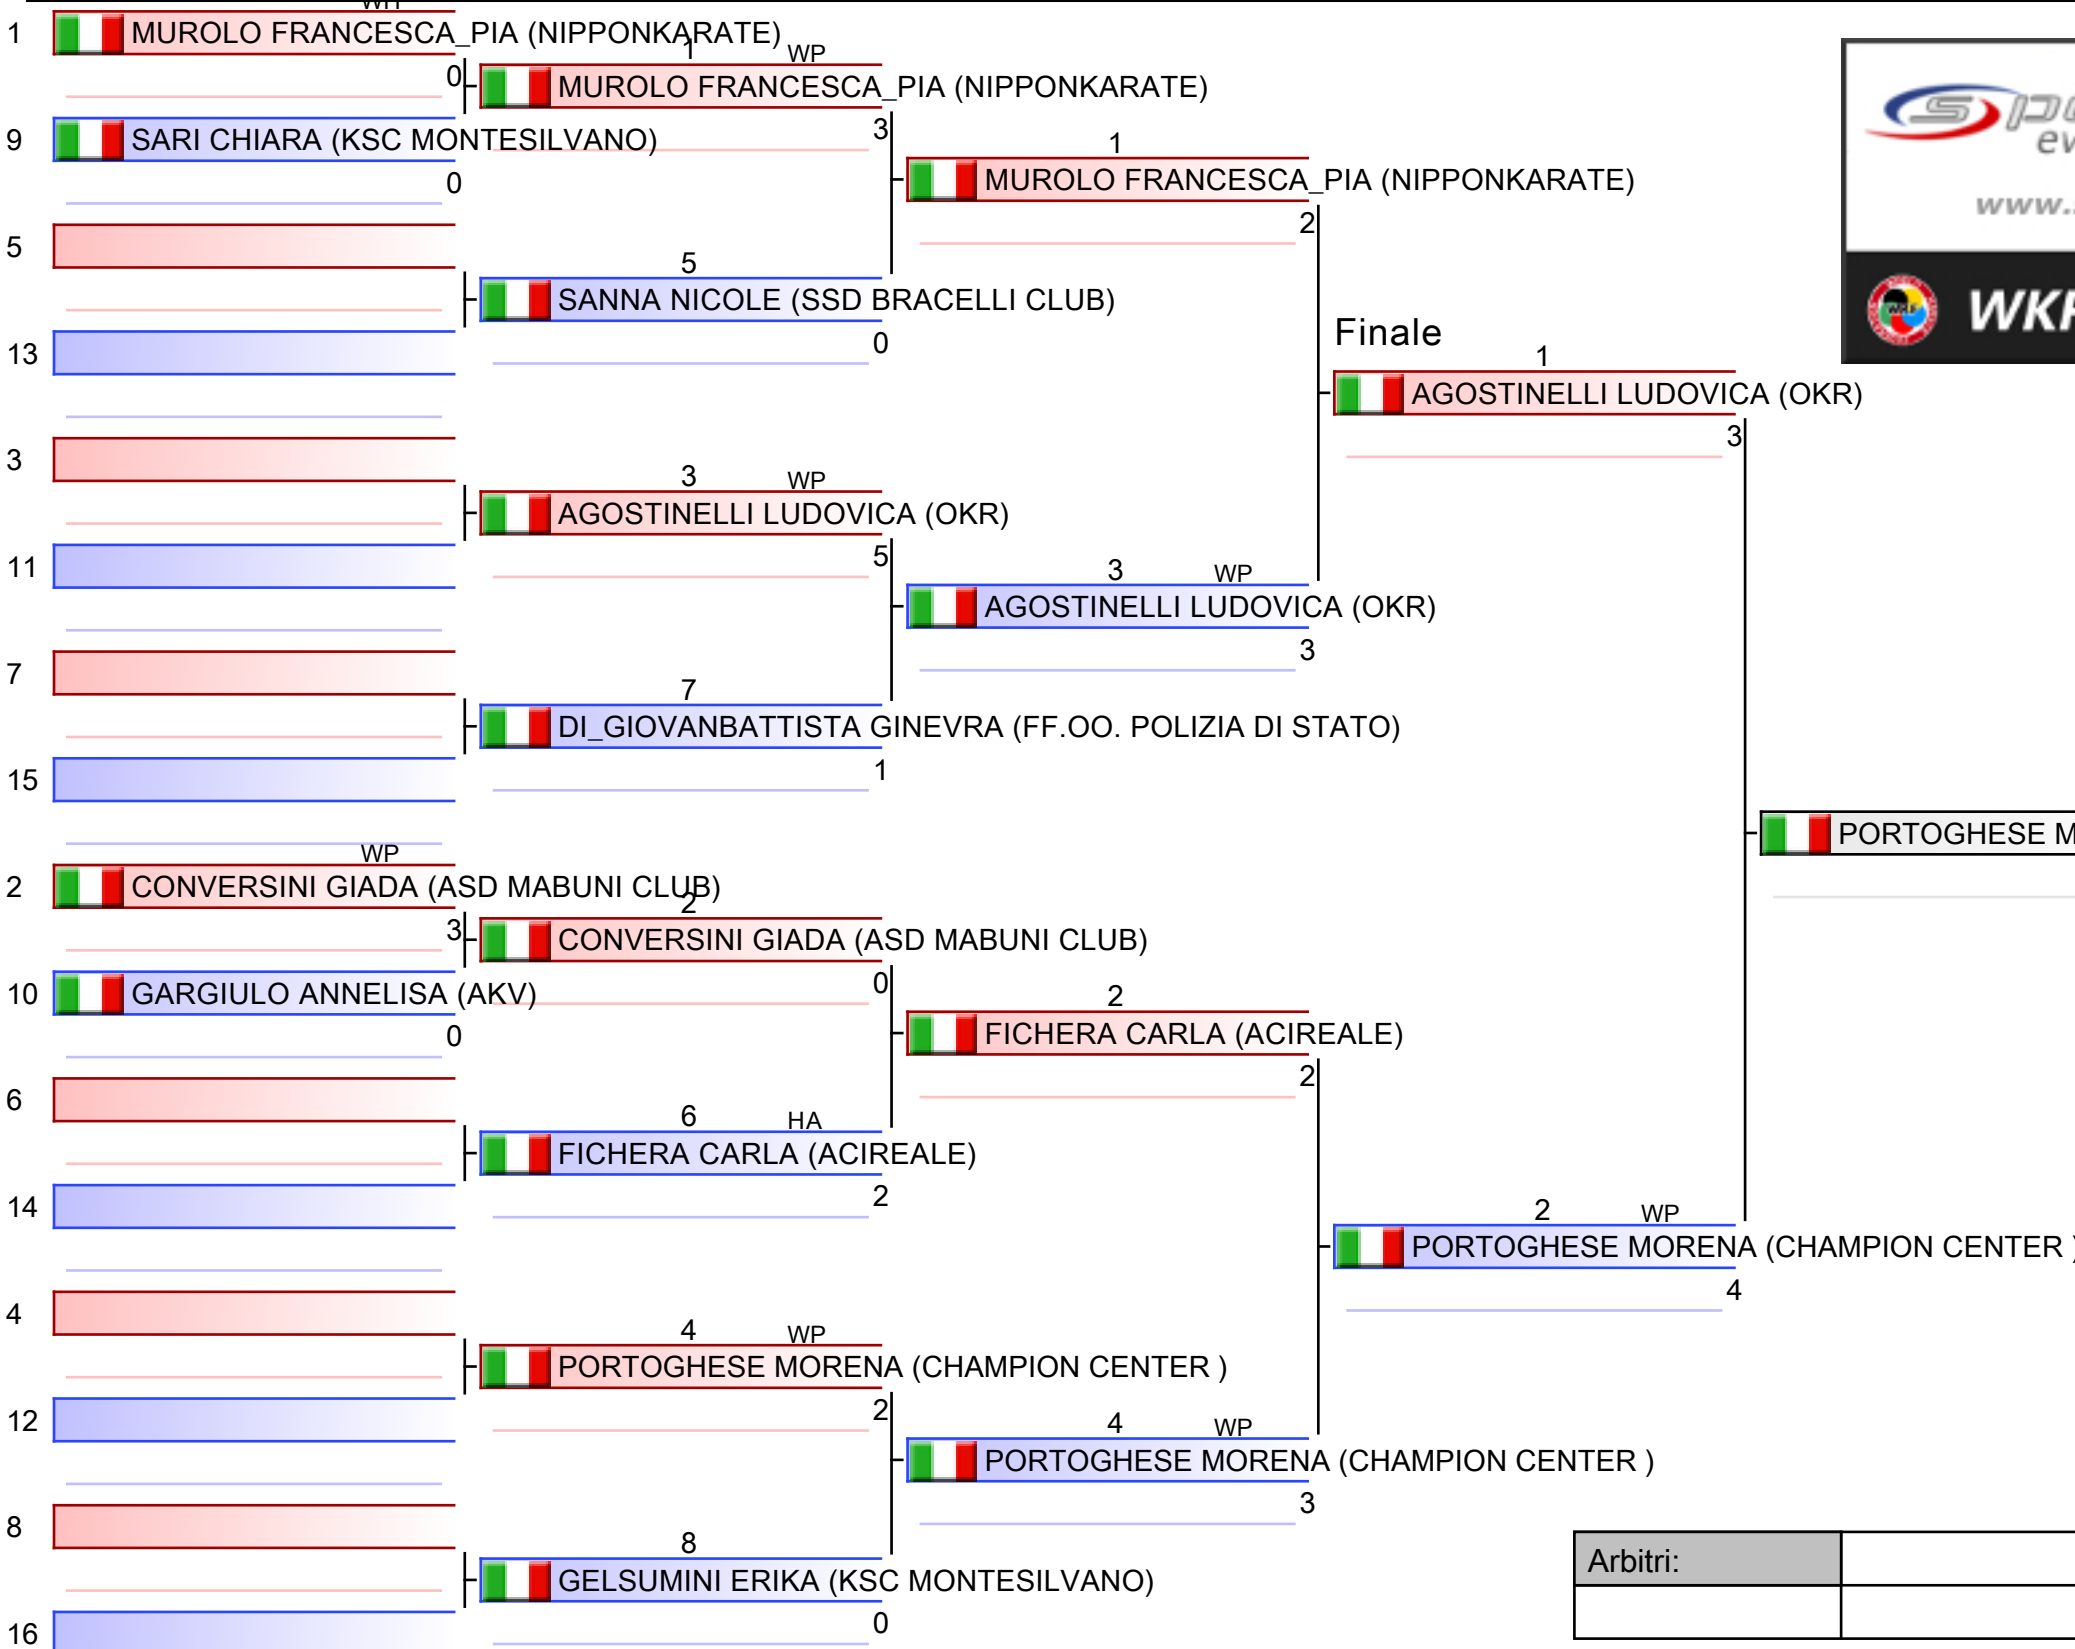 1 MUROLO FRANCESCA_PIA (NIPPONKARATE)
0
9 SARI CHIARA (KSC MONTESILVANO)
0
5
13
3
11
7
15
WP
2 CONVERSINI GIADA (ASD MABUNI CLUB)
3
10 GARGIULO ANNELISA (AKV)
0
6
14
4
12
8
16
1 WP
MUROLO FRANCESCA_PIA (NIPPONKARATE)
3
5
SANNA NICOLE (SSD BRACELLI CLUB)
0
3 WP
AGOSTINELLI LUDOVICA (OKR)
5
7
DI_GIOVANBATTISTA GINEVRA (FF.OO. POLIZIA DI STATO)
1
2
CONVERSINI GIADA (ASD MABUNI CLUB)
0
6 HA
FICHERA CARLA (ACIREALE)
2
4 WP
PORTOGHESE MORENA (CHAMPION CENTER )
2
8
GELSUMINI ERIKA (KSC MONTESILVANO)
0
1
MUROLO FRANCESCA_PIA (NIPPONKARATE)
2
3 WP
AGOSTINELLI LUDOVICA (OKR)
3
2
FICHERA CARLA (ACIREALE)
2
4 WP
PORTOGHESE MORENA (CHAMPION CENTER )
3
Finale
1
AGOSTINELLI LUDOVICA (OKR)
3
2 WP
PORTOGHESE MORENA (CHAMPION CENTER )
4
PORTOGHESE M
www.
WKF
Arbitri: